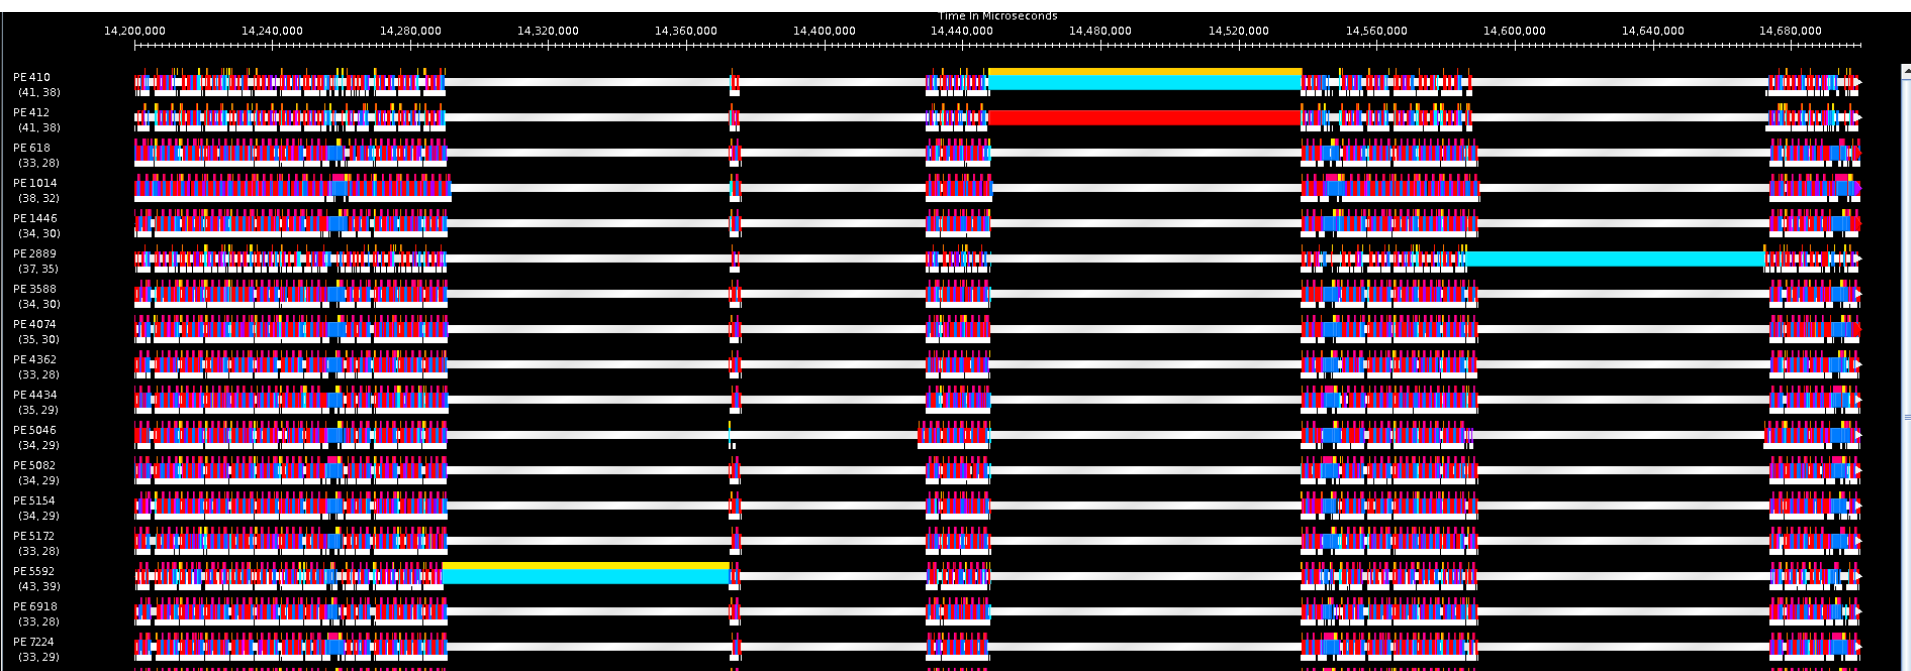 Time In Microseconds
14,200,000 14,240,000 14,280,000 14,320,000 14,360,000 14,400,000 14,440,000 14,480,000 14,520,000 14,560,000 14,600,000 14,640,000 14,680,000
PE 410
(41, 38)
PE 412
(41, 38)
PE 618
(33, 28)
PE 1014
(38, 32)
PE 1446
(34, 30)
PE 2889
(37, 35)
PE 3588
(34, 30)
PE 4074
(35, 30)
PE 4362
(33, 28)
PE 4434
(35, 29)
PE 5046
(34, 29)
PE 5082
(34, 29)
PE 5154
(34, 29)
PE 5172
(33, 28)
PE 5592
(43, 39)
PE 6918
(33, 28)
PE 7224
(33, 29)